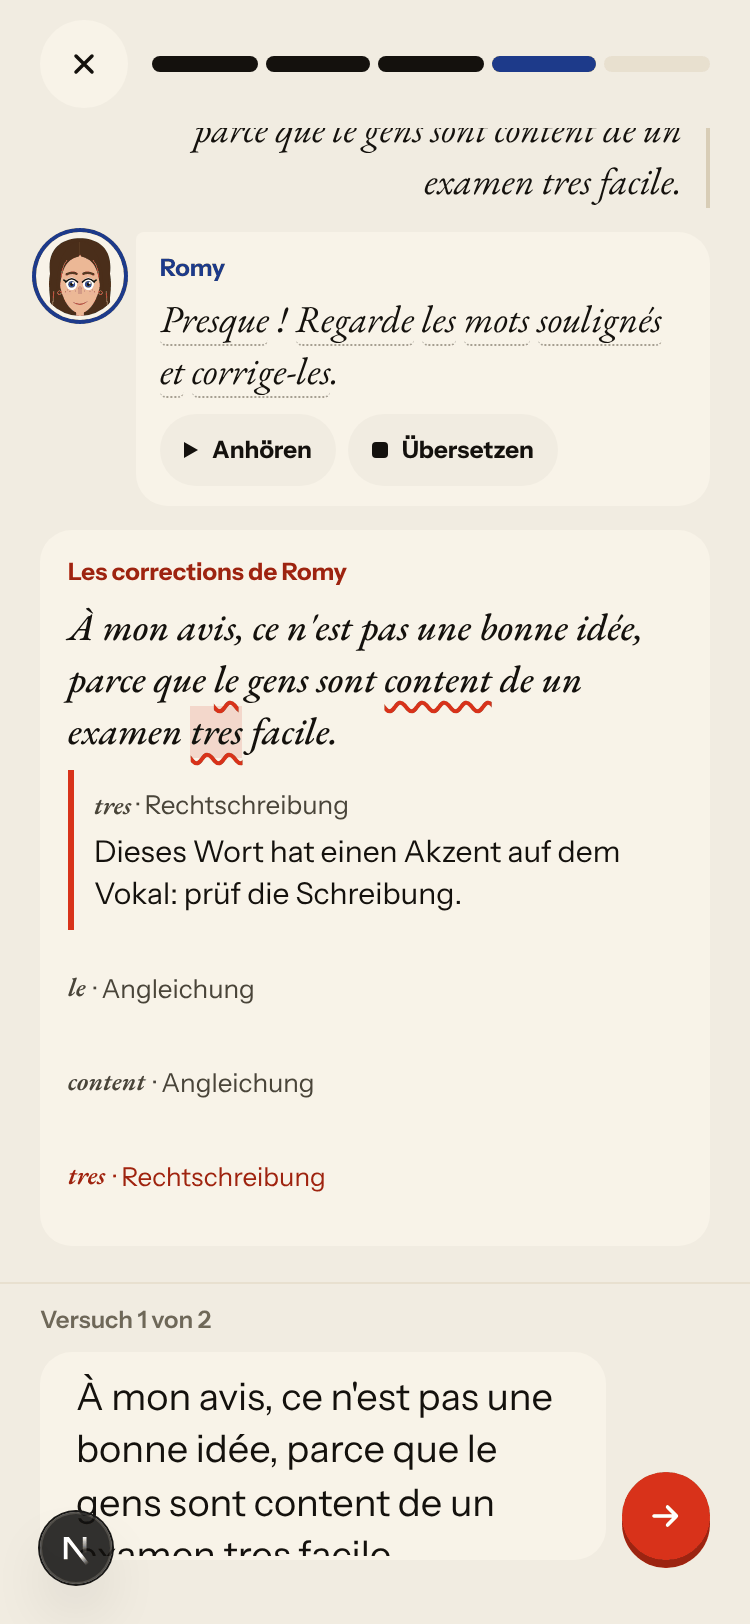 parce que le gens sont content de un
examen tres facile.
Romy
Presque ! Regarde les mots soulignés
et corrige-les.
Anhören
Übersetzen
Les corrections de Romy
À mon avis, ce n'est pas une bonne idée,
parce que le gens sont content de un
examen tres facile.
tres · Rechtschreibung
Dieses Wort hat einen Akzent auf dem
Vokal: prüf die Schreibung.
le · Angleichung
content · Angleichung
tres · Rechtschreibung
Versuch 1 von 2
À mon avis, ce n'est pas une
bonne idée, parce que le
gens sont content de un
examen tres facile
N